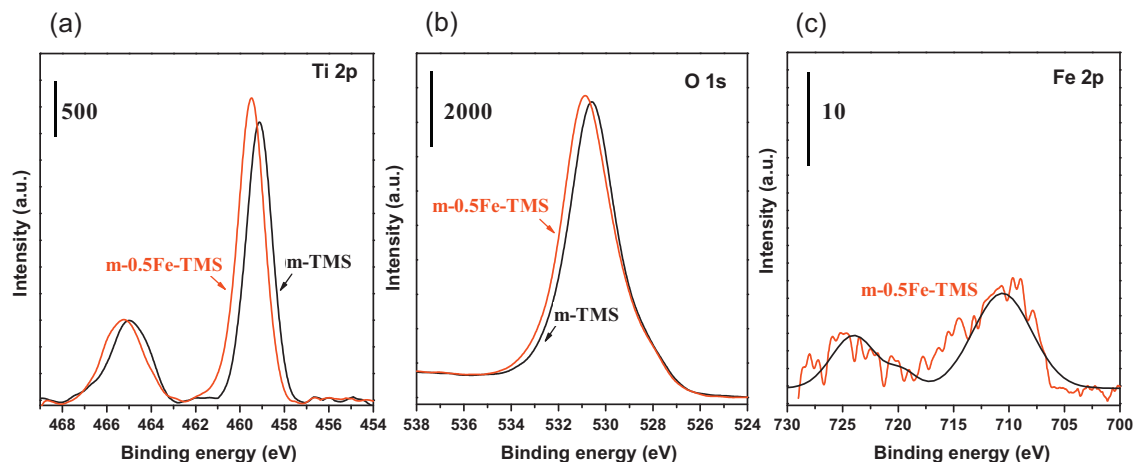 (a)
Ti 2p
500
m-0.5Fe-TMS
m-TMS
Intensity (a.u.)
468 466 464 462 460 458 456 454
Binding energy (eV)
(b)
O 1s
2000
m-0.5Fe-TMS
m-TMS
Intensity (a.u.)
538 536 534 532 530 528 526 524
Binding energy (eV)
(c)
Fe 2p
10
m-0.5Fe-TMS
Intensity (a.u.)
730 725 720 715 710 705 700
Binding energy (eV)